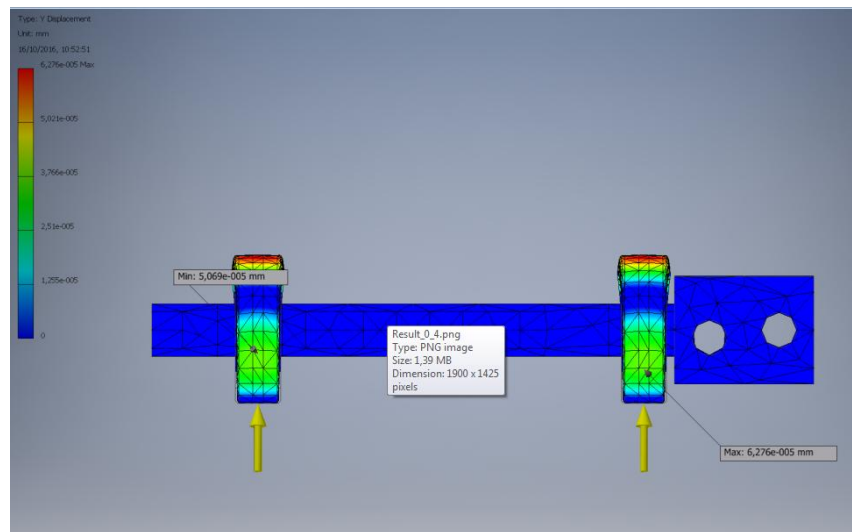 Type: Y Displacement
Unit: mm
16/10/2016, 10:52:51
6,276e-005 Max
5,021e-005
3,766e-005
2,51e-005
1,255e-005
0
Min: 5,069e-005 mm
Result_0_4.png
Type: PNG image
Size: 1,39 MB
Dimension: 1900 x 1425
pixels
Max: 6,276e-005 mm